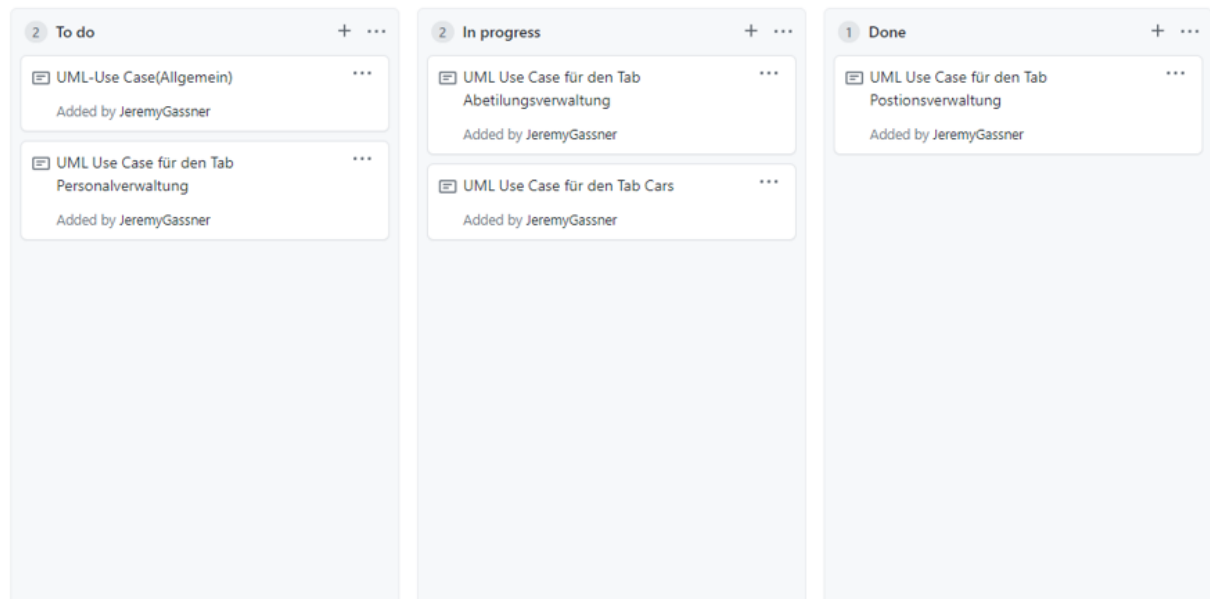 2 To do
UML-Use Case(Allgemein)
Added by JeremyGassner
UML Use Case für den Tab
Personalverwaltung
Added by JeremyGassner
2 In progress
UML Use Case für den Tab
Abetilungsverwaltung
Added by JeremyGassner
UML Use Case für den Tab Cars
Added by JeremyGassner
1 Done
UML Use Case für den Tab
Postionsverwaltung
Added by JeremyGassner